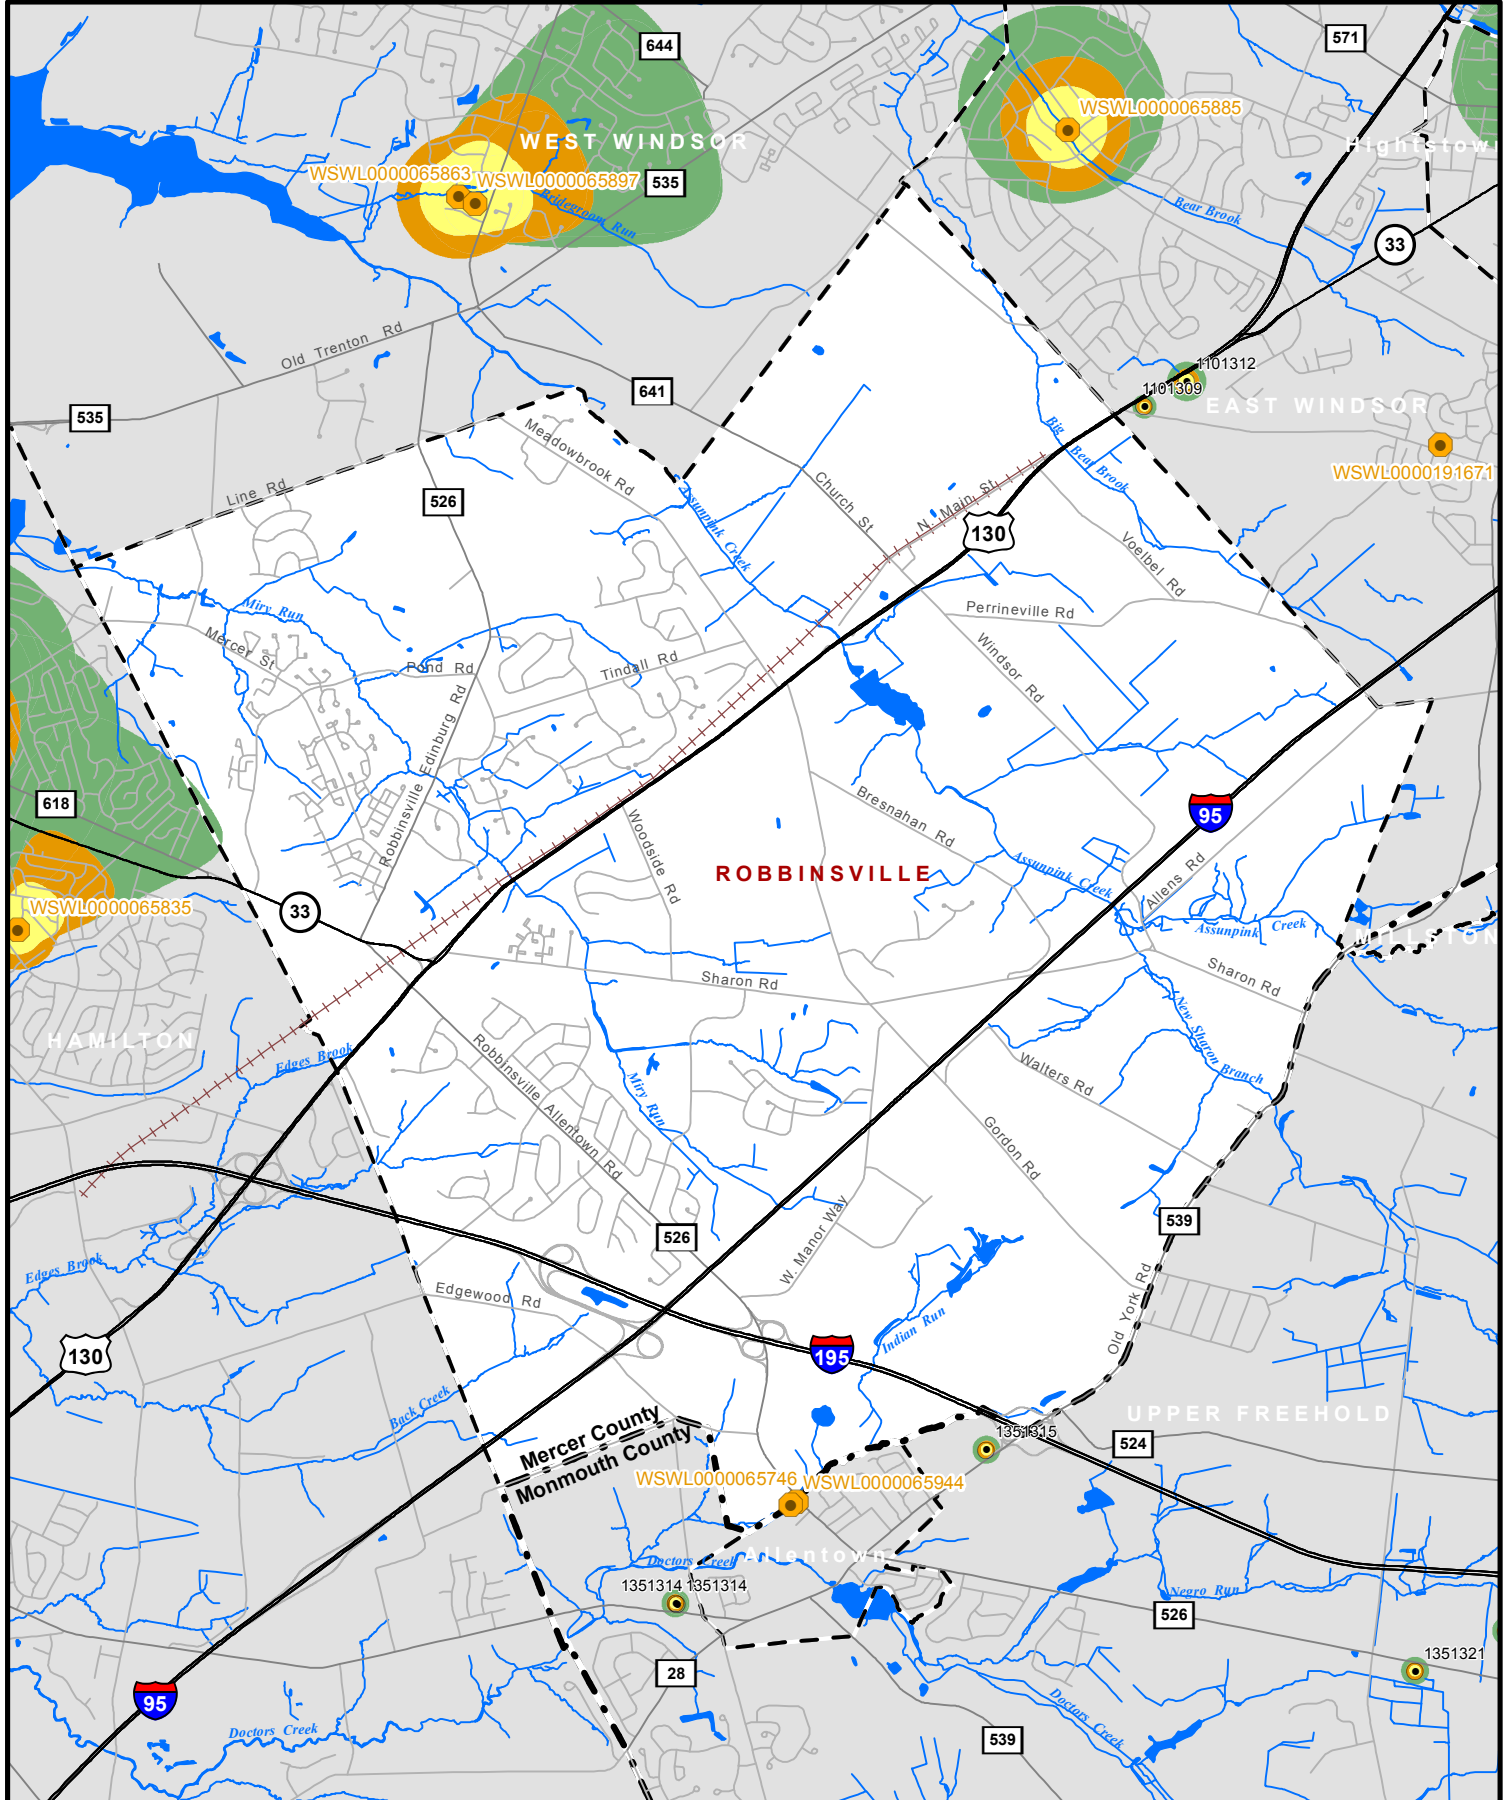 644
571
WSWL0000065885
WEST WINDSOR
Hightstown
WSWL0000065863
WSWL0000065897
535
Bridegroom Run
Bear Brook
33
Old Trenton Rd
1101312
641
1101309
EAST WINDSOR
535
Meadowbrook Rd
Big Bear Brook
WSWL0000191671
Line Rd
526
Church St
N. Main St
Assunpink Creek
130
Voelbel Rd
Miry Run
Perrineville Rd
Mercer St
Pond Rd
Tindall Rd
Windsor Rd
Robbinsville Edinburg Rd
618
95
Bresnahan Rd
Woodside Rd
ROBBINSVILLE
Assunpink Creek
Allens Rd
WSWL0000065835
33
Assunpink Creek
MILLSTON
Sharon Rd
Sharon Rd
HAMILTON
New Sharon Branch
Edges Brook
Robbinsville Allentown Rd
Miry Run
Walters Rd
Gordon Rd
526
539
W. Manor Way
Edges Brook
Edgewood Rd
Old York Rd
Indian Run
130
195
Back Creek
UPPER FREEHOLD
Mercer County
Monmouth County
1351315
524
WSWL0000065746
WSWL0000065944
Doctors Creek
Allentown
1351314
1351314
Negro Run
526
1351321
28
95
Doctors Creek
Doctors Creek
539